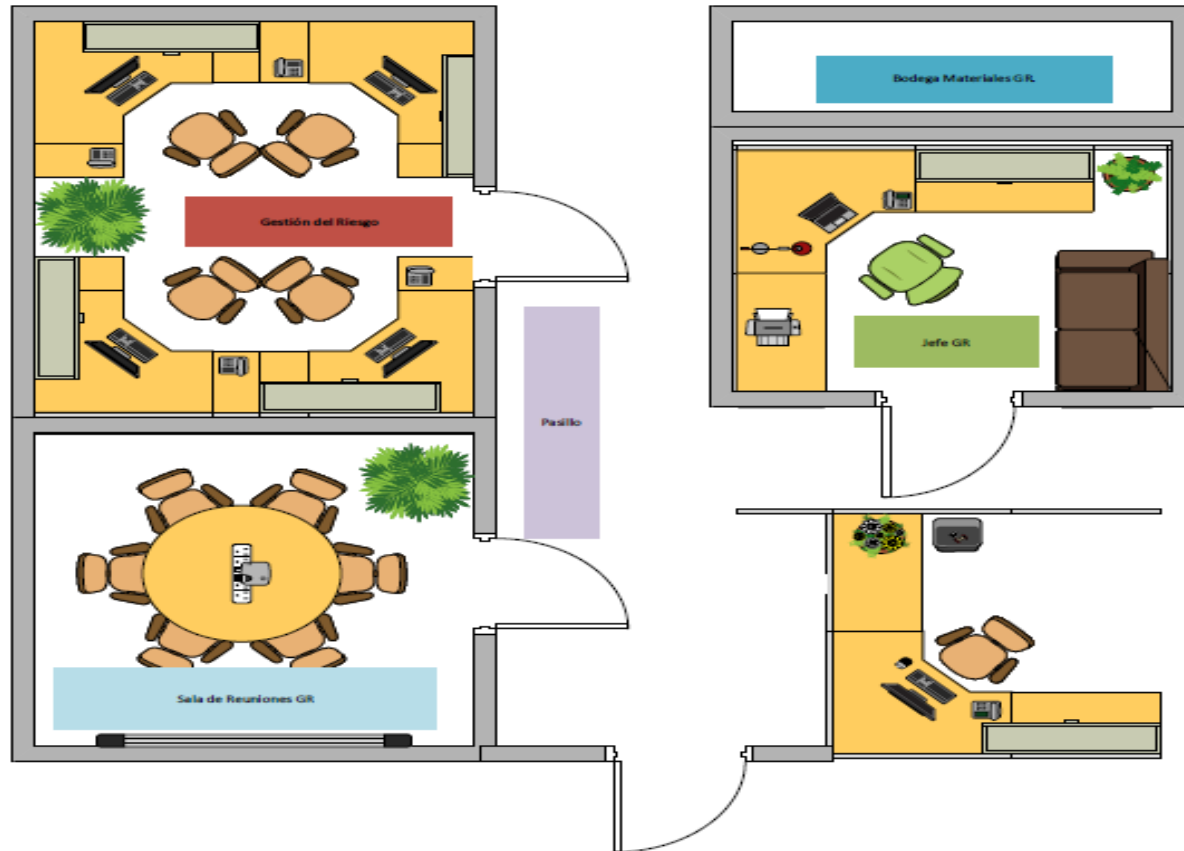 Bodega Materiales GR.
Gestión del Riesgo
Jefe GR
Pasillo
Sala de Reuniones GR